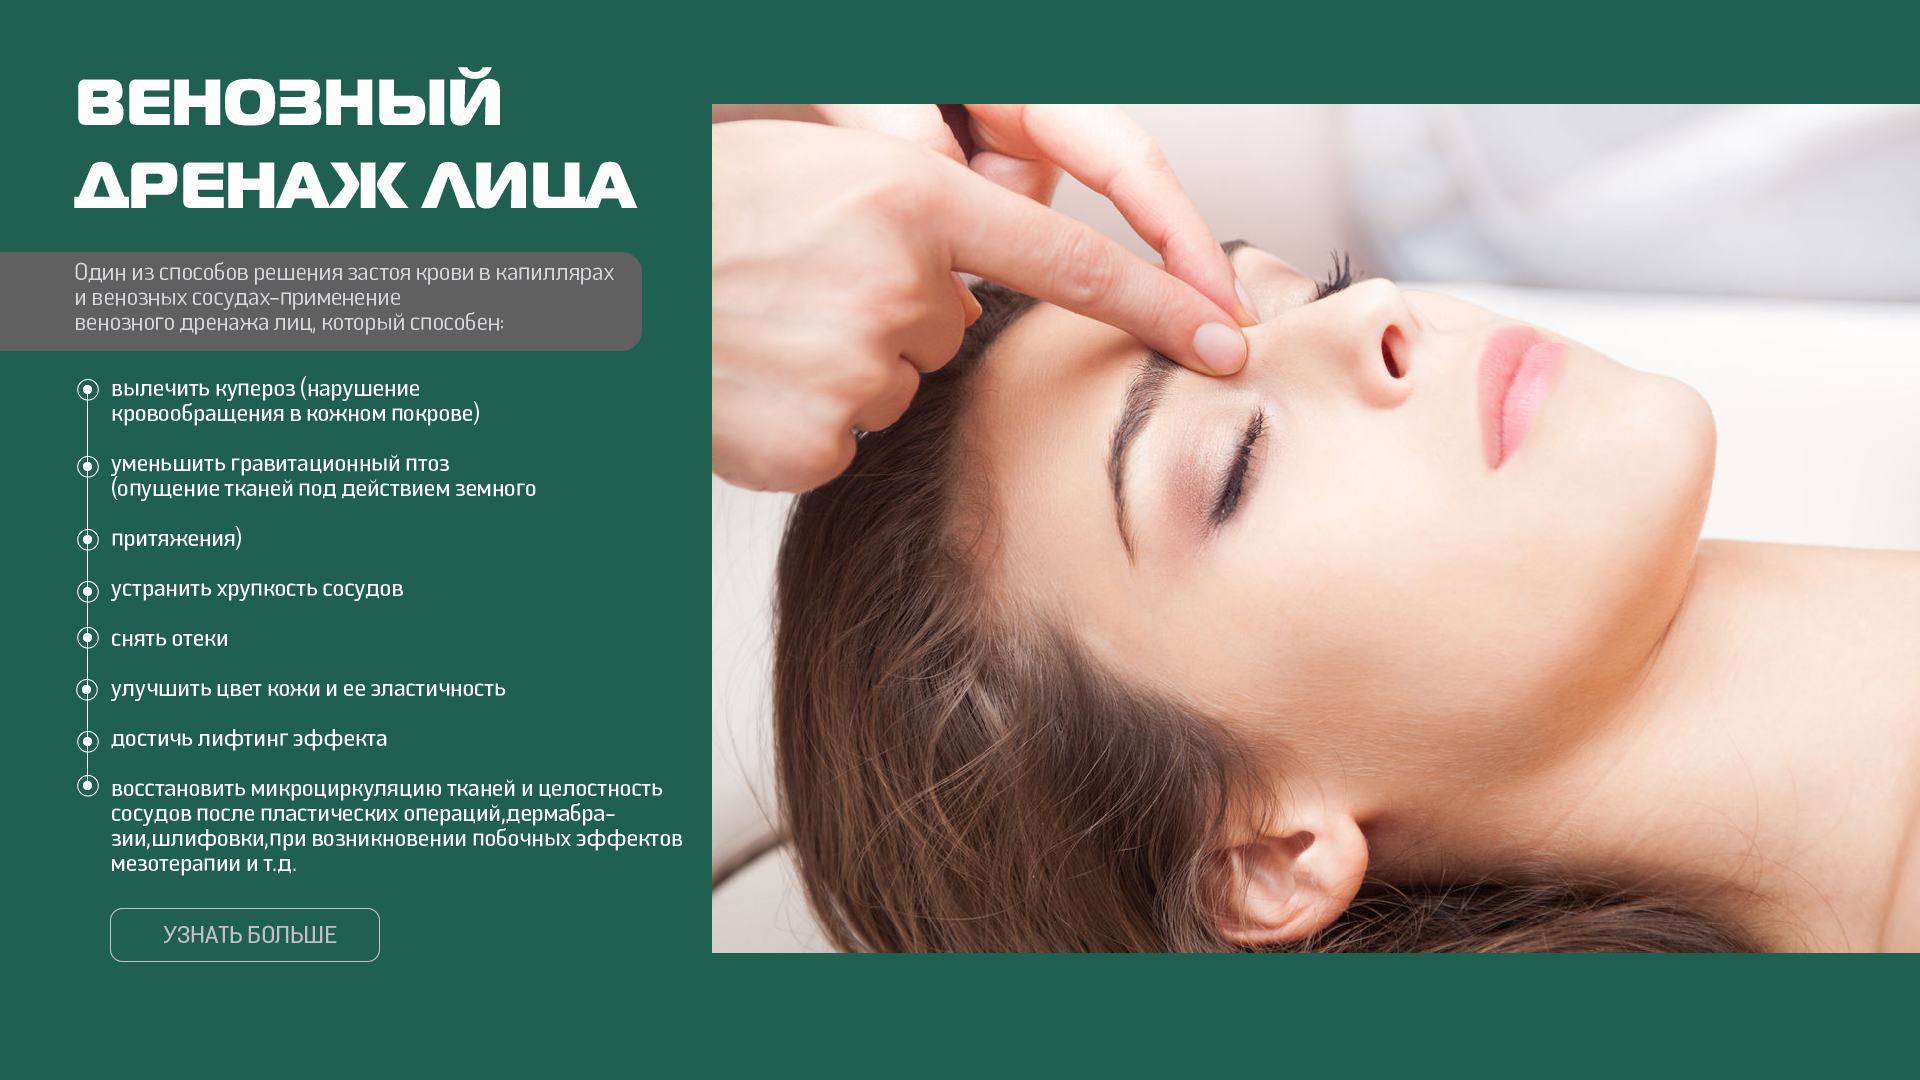 ВЕНОЗНЫЙ
ДРЕНАЖ ЛИЦА
Один из способов решения застоя крови в капиллярах
и венозных сосудах-применение
венозного дренажа лиц, который способен:
вылечить купероз (нарушение
кровообращения в кожном покрове)
уменьшить гравитационный птоз
(опущение тканей под действием земного
притяжения)
устранить хрупкость сосудов
снять отеки
улучшить цвет кожи и ее эластичность
достичь лифтинг эффекта
восстановить микроциркуляцию тканей и целостность
сосудов после пластических операций,дермабра-
зии,шлифовки,при возникновении побочных эффектов
мезотерапии и т.д.
УЗНАТЬ БОЛЬШЕ